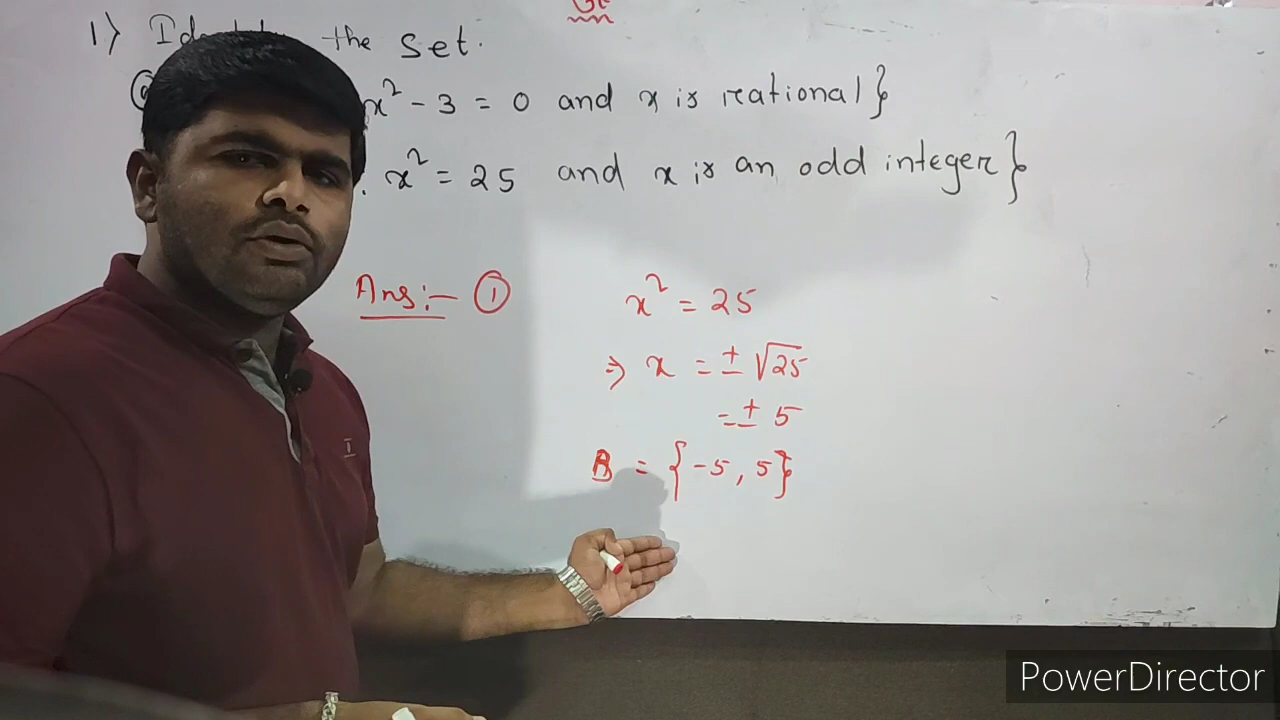 1) the set.
x² - 3 = 0 and x is rational}
. x² = 25 and x is an odd integer}
Ans:- ①
x² = 25
⇒ x = ± √25
= ± 5
B = {-5, 5}
PowerDirector